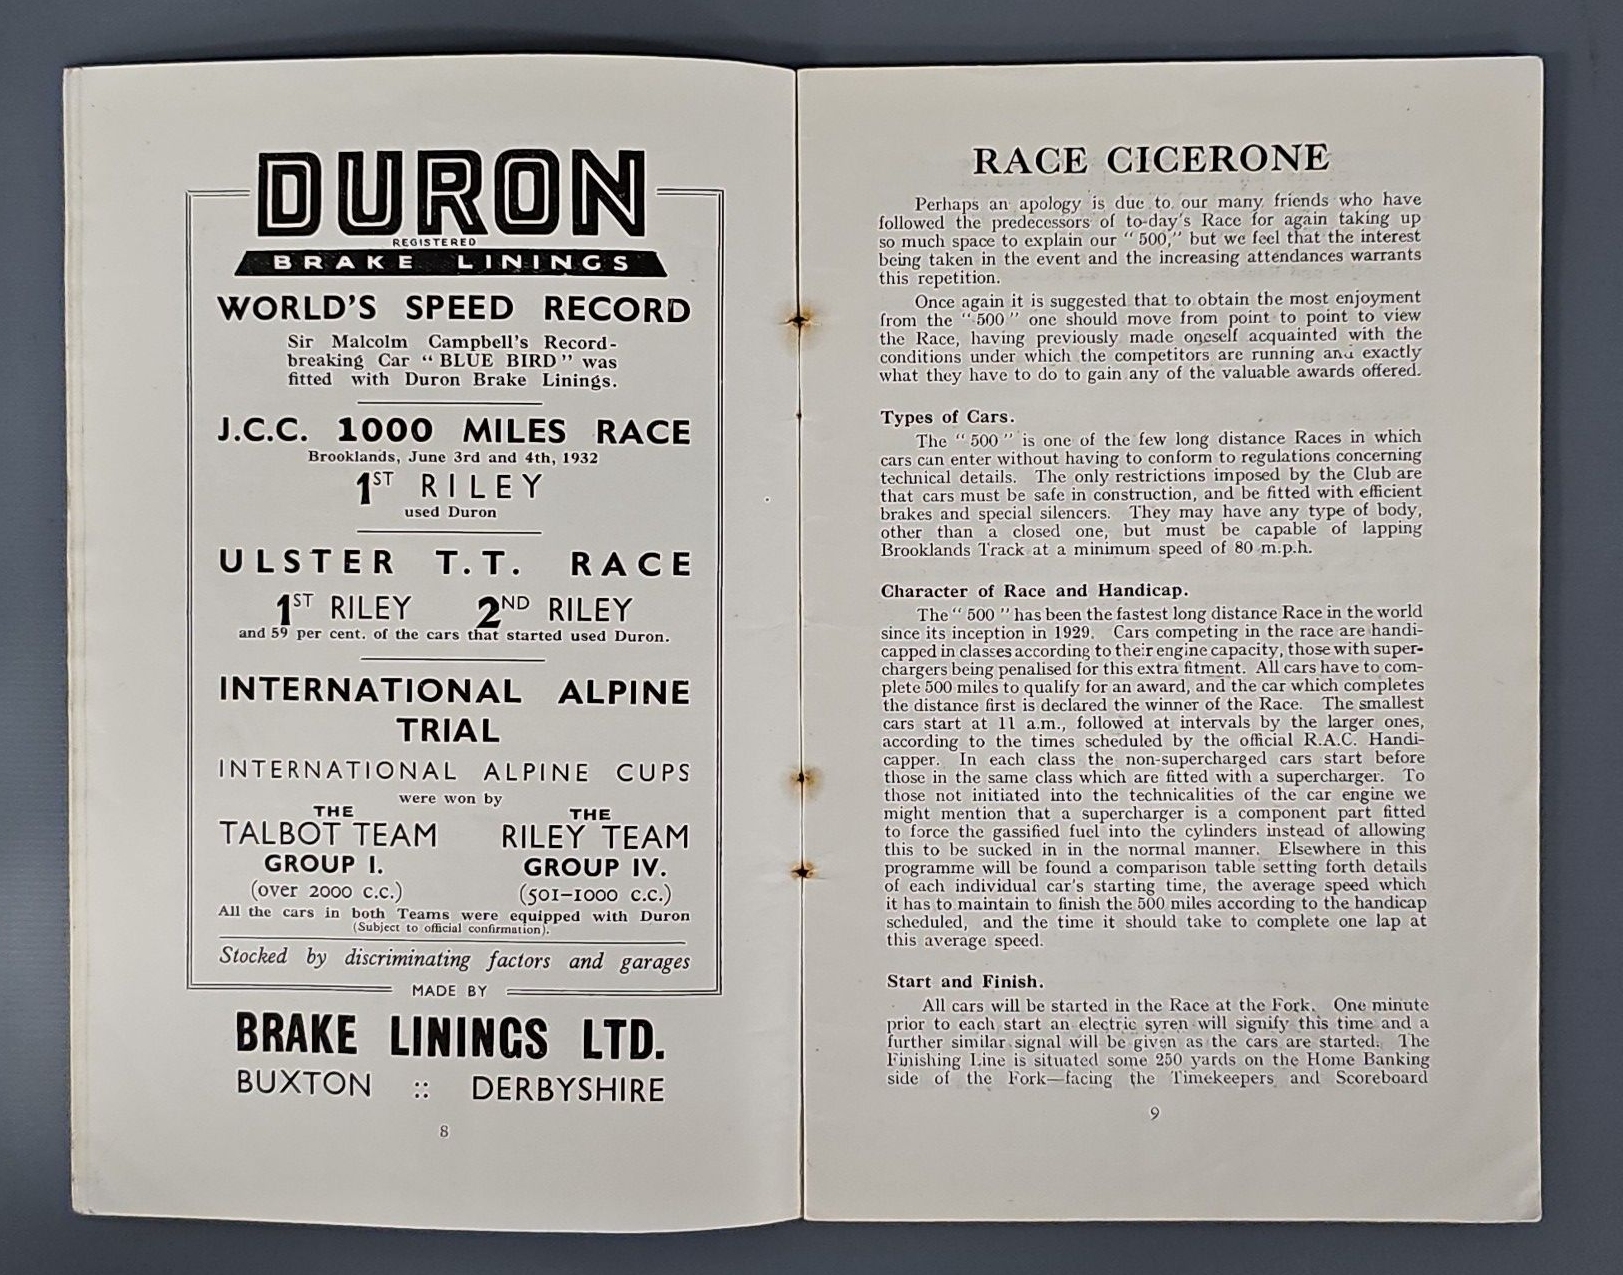 DURON
REGISTERED
BRAKE LININGS
WORLD'S SPEED RECORD
Sir Malcolm Campbell's Record-
breaking Car "BLUE BIRD" was
fitted with Duron Brake Linings.
J.C.C. 1000 MILES RACE
Brooklands, June 3rd and 4th, 1932
1ST RILEY
used Duron
ULSTER T.T. RACE
1ST RILEY 2ND RILEY
and 59 per cent. of the cars that started used Duron.
INTERNATIONAL ALPINE
TRIAL
INTERNATIONAL ALPINE CUPS
were won by
THE
TALBOT TEAM
GROUP I.
(over 2000 c.c.)
THE
RILEY TEAM
GROUP IV.
(501-1000 c.c.)
All the cars in both Teams were equipped with Duron
(Subject to official confirmation).
Stocked by discriminating factors and garages
MADE BY
BRAKE LININGS LTD.
BUXTON :: DERBYSHIRE
8
RACE CICERONE
Perhaps an apology is due to our many friends who have
followed the predecessors of to-day's Race for again taking up
so much space to explain our "500," but we feel that the interest
being taken in the event and the increasing attendances warrants
this repetition.
Once again it is suggested that to obtain the most enjoyment
from the "500" one should move from point to point to view
the Race, having previously made oneself acquainted with the
conditions under which the competitors are running and exactly
what they have to do to gain any of the valuable awards offered.
Types of Cars.
The "500" is one of the few long distance Races in which
cars can enter without having to conform to regulations concerning
technical details. The only restrictions imposed by the Club are
that cars must be safe in construction, and be fitted with efficient
brakes and special silencers. They may have any type of body,
other than a closed one, but must be capable of lapping
Brooklands Track at a minimum speed of 80 m.p.h.
Character of Race and Handicap.
The "500" has been the fastest long distance Race in the world
since its inception in 1929. Cars competing in the race are handi-
capped in classes according to their engine capacity, those with super-
chargers being penalised for this extra fitment. All cars have to com-
plete 500 miles to qualify for an award, and the car which completes
the distance first is declared the winner of the Race. The smallest
cars start at 11 a.m., followed at intervals by the larger ones,
according to the times scheduled by the official R.A.C. Handi-
capper. In each class the non-supercharged cars start before
those in the same class which are fitted with a supercharger. To
those not initiated into the technicalities of the car engine we
might mention that a supercharger is a component part fitted
to force the gassified fuel into the cylinders instead of allowing
this to be sucked in in the normal manner. Elsewhere in this
programme will be found a comparison table setting forth details
of each individual car's starting time, the average speed which
it has to maintain to finish the 500 miles according to the handicap
scheduled, and the time it should take to complete one lap at
this average speed.
Start and Finish.
All cars will be started in the Race at the Fork. One minute
prior to each start an electric syren will signify this time and a
further similar signal will be given as the cars are started. The
Finishing Line is situated some 250 yards on the Home Banking
side of the Fork—facing the Timekeepers and Scoreboard
9